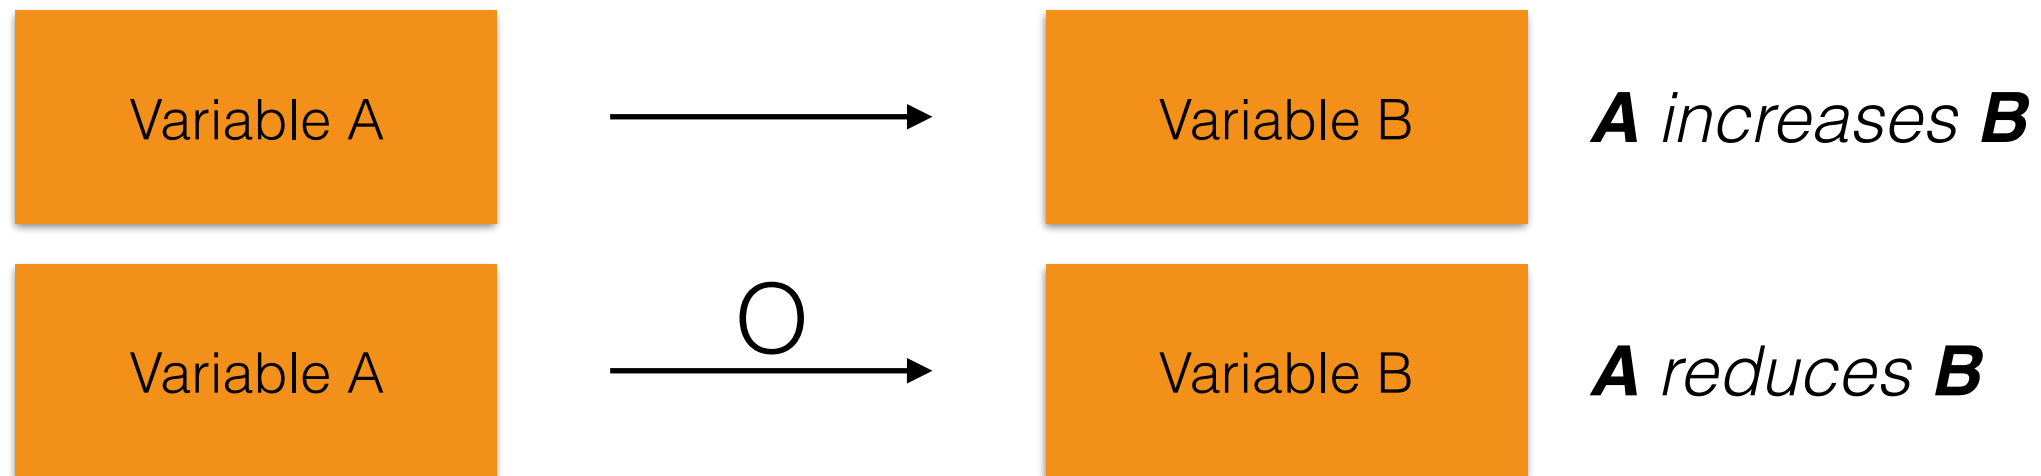 Variable A
Variable B
A increases B
O
Variable A
Variable B
A reduces B